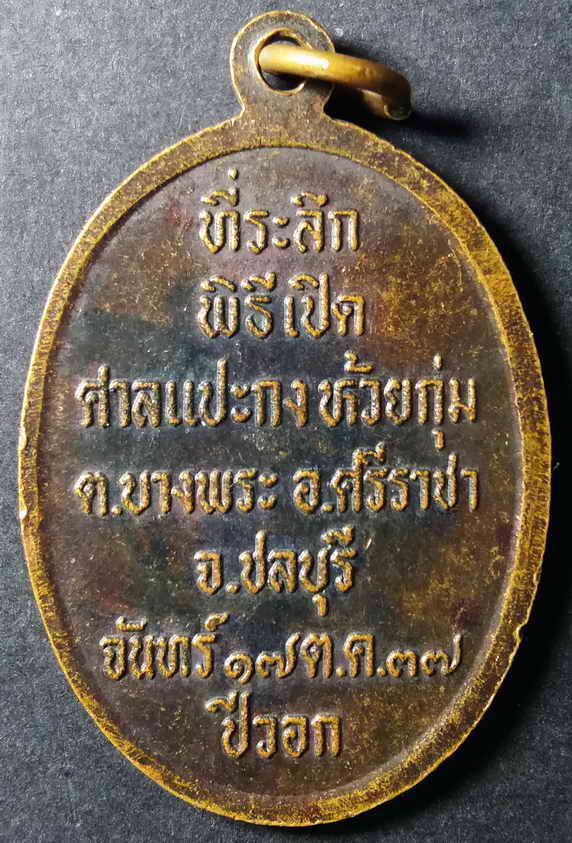 ที่ระลึก
พิธีเปิด
ศาลแปะกง ห้วยกุ่ม
ต.บางพระ อ.ศรีราชา
จ.ชลบุรี
จันทร์ ๑๗ ต.ค.๓๗
ปีวอก